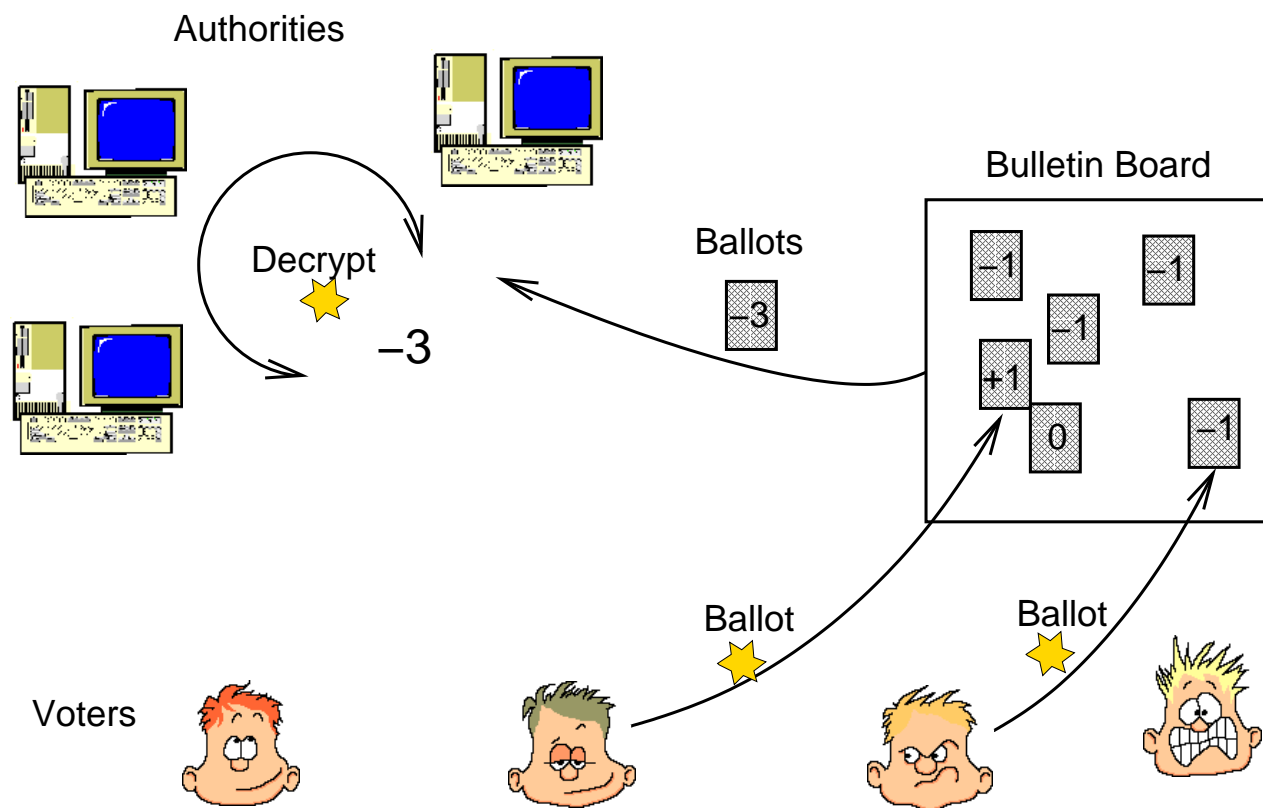 Authorities
Bulletin Board
Ballots
Decrypt
−1
−1
−3
−1
−3
+1
0
−1
Ballot
Ballot
Voters